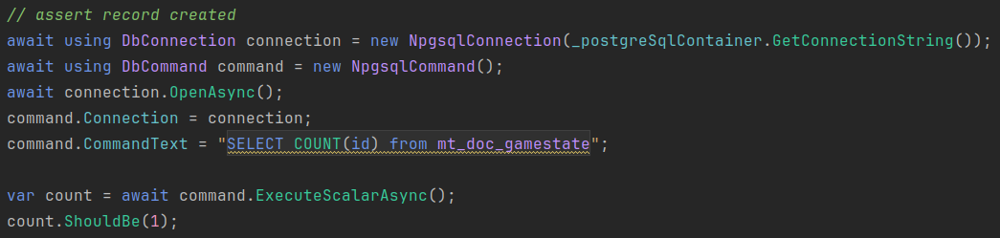 // assert record created
await using DbConnection connection = new NpgsqlConnection(_postgreSqlContainer.GetConnectionString());
await using DbCommand command = new NpgsqlCommand();
await connection.OpenAsync();
command.Connection = connection;
command.CommandText = "SELECT COUNT(id) from mt_doc_gamestate";
var count = await command.ExecuteScalarAsync();
count.ShouldBe(1);